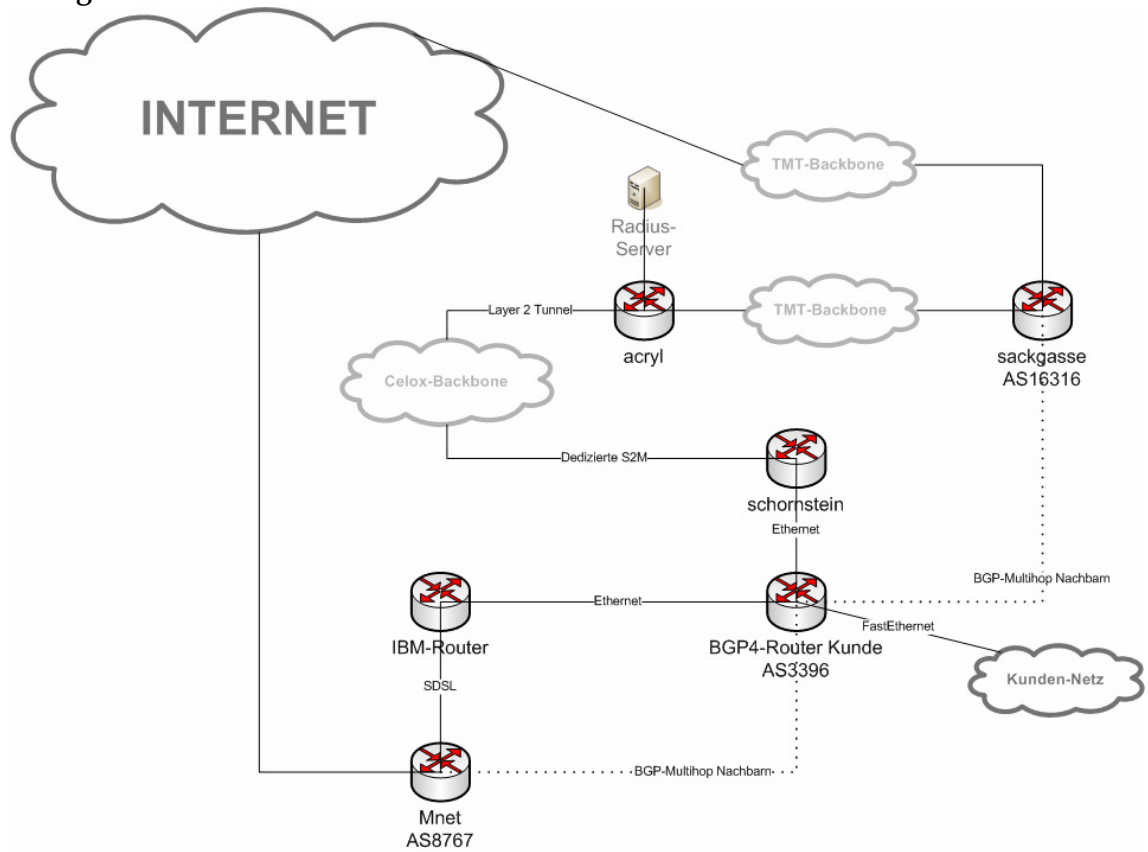 INTERNET
TMT-Backbone
Radius-
Server
Layer 2 Tunnel
TMT-Backbone
acryl
sackgasse
AS16316
Celox-Backbone
Dedizierte S2M
schornstein
Ethernet
BGP-Multihop Nachbarn
Ethernet
FastEthernet
IBM-Router
BGP4-Router Kunde
AS3396
Kunden-Netz
SDSL
BGP-Multihop Nachbarn
Mnet
AS8767